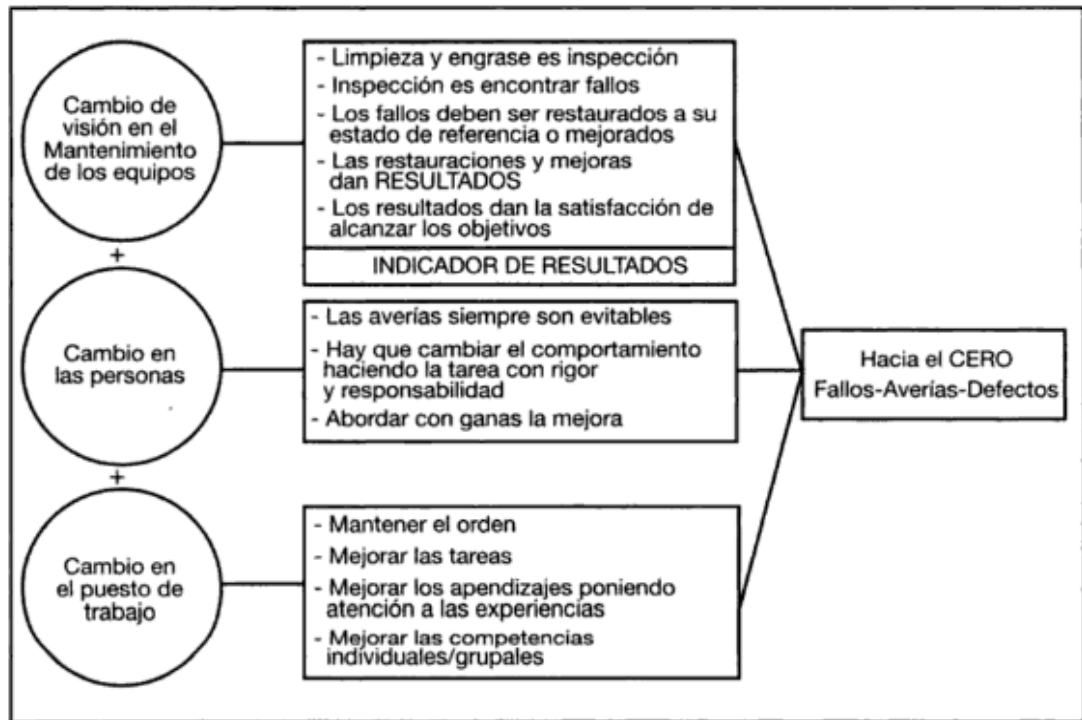 Cambio de
visión en el
Mantenimiento
de los equipos
- Limpieza y engrase es inspección
- Inspección es encontrar fallos
- Los fallos deben ser restaurados a su
estado de referencia o mejorados
- Las restauraciones y mejoras
dan RESULTADOS
- Los resultados dan la satisfacción de
alcanzar los objetivos
INDICADOR DE RESULTADOS
+
Cambio en
las personas
- Las averías siempre son evitables
- Hay que cambiar el comportamiento
haciendo la tarea con rigor
y responsabilidad
- Abordar con ganas la mejora
+
Cambio en
el puesto de
trabajo
- Mantener el orden
- Mejorar las tareas
- Mejorar los apendizajes poniendo
atención a las experiencias
- Mejorar las competencias
individuales/grupales
Hacia el CERO
Fallos-Averías-Defectos